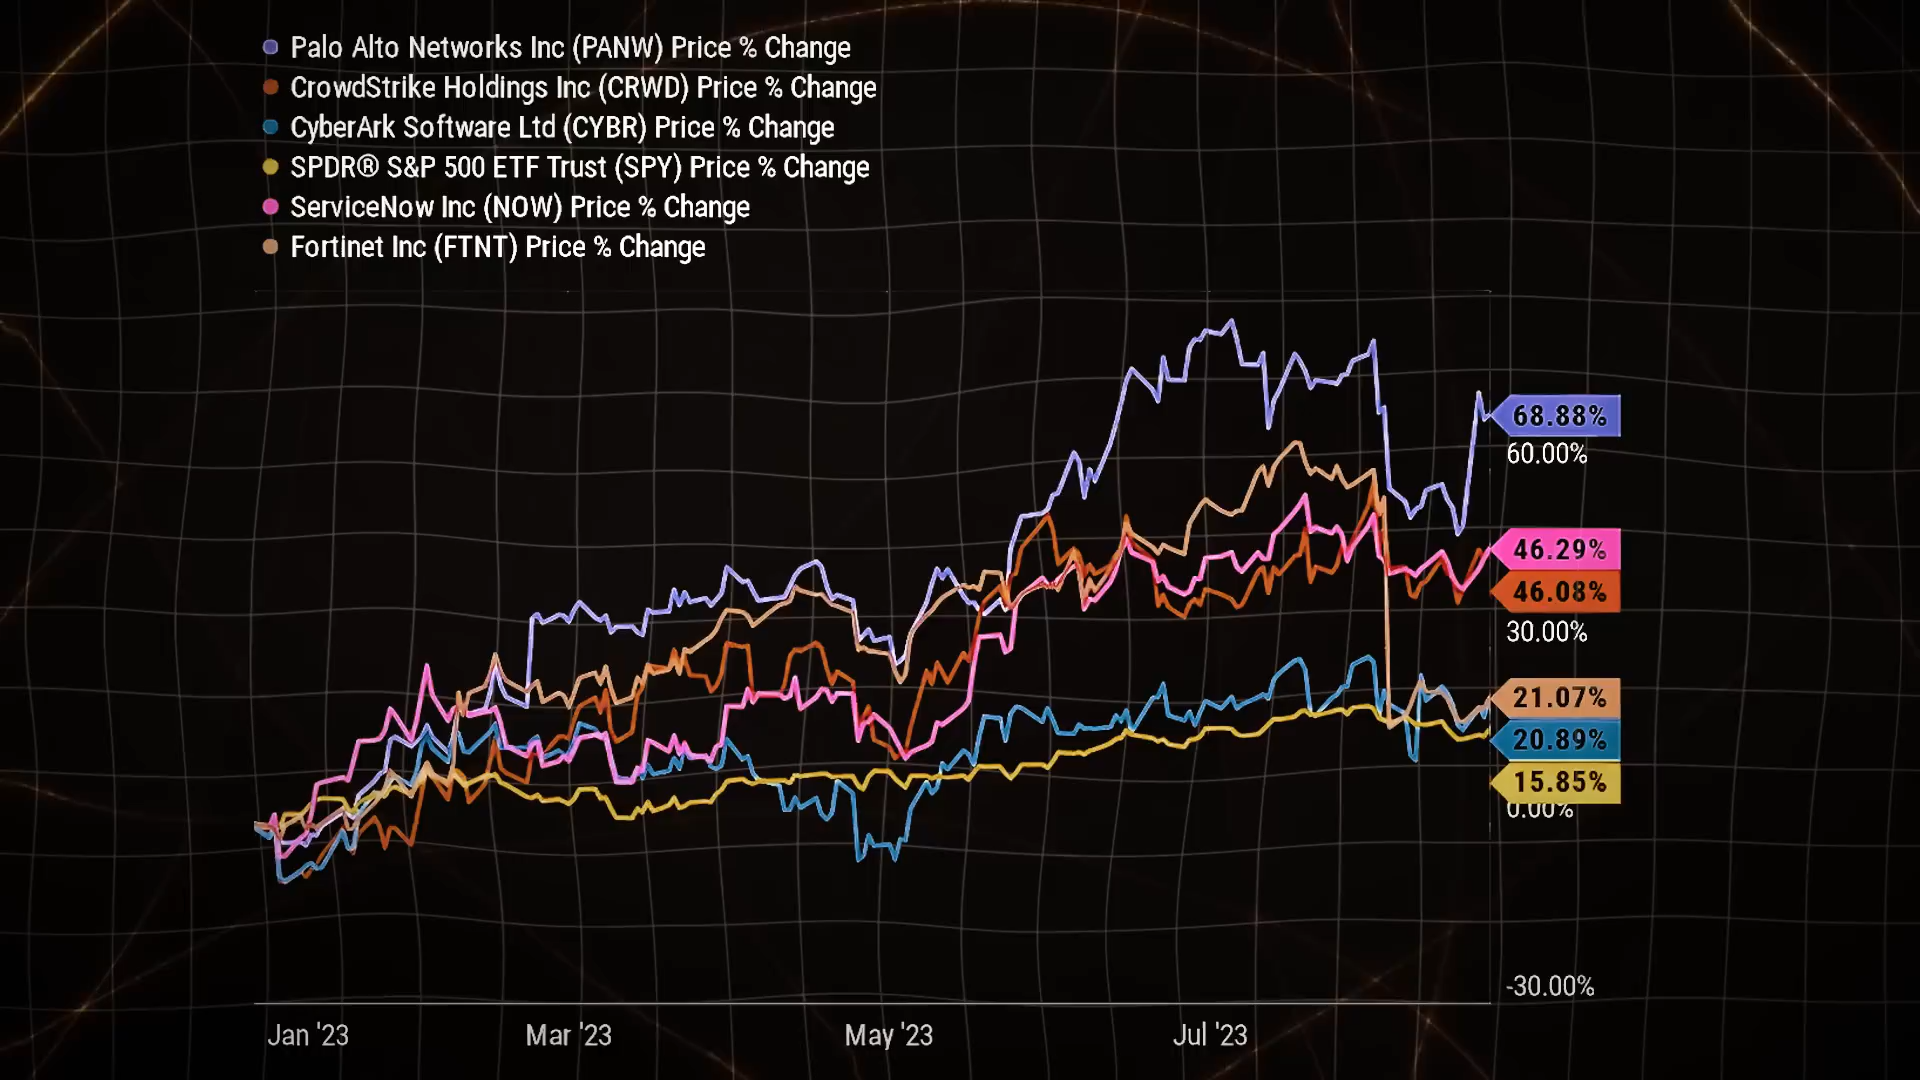 Palo Alto Networks Inc (PANW) Price % Change
CrowdStrike Holdings Inc (CRWD) Price % Change
CyberArk Software Ltd (CYBR) Price % Change
SPDR® S&P 500 ETF Trust (SPY) Price % Change
ServiceNow Inc (NOW) Price % Change
Fortinet Inc (FTNT) Price % Change
68.88%
60.00%
46.29%
46.08%
30.00%
21.07%
20.89%
15.85%
0.00%
-30.00%
Jan '23
Mar '23
May '23
Jul '23